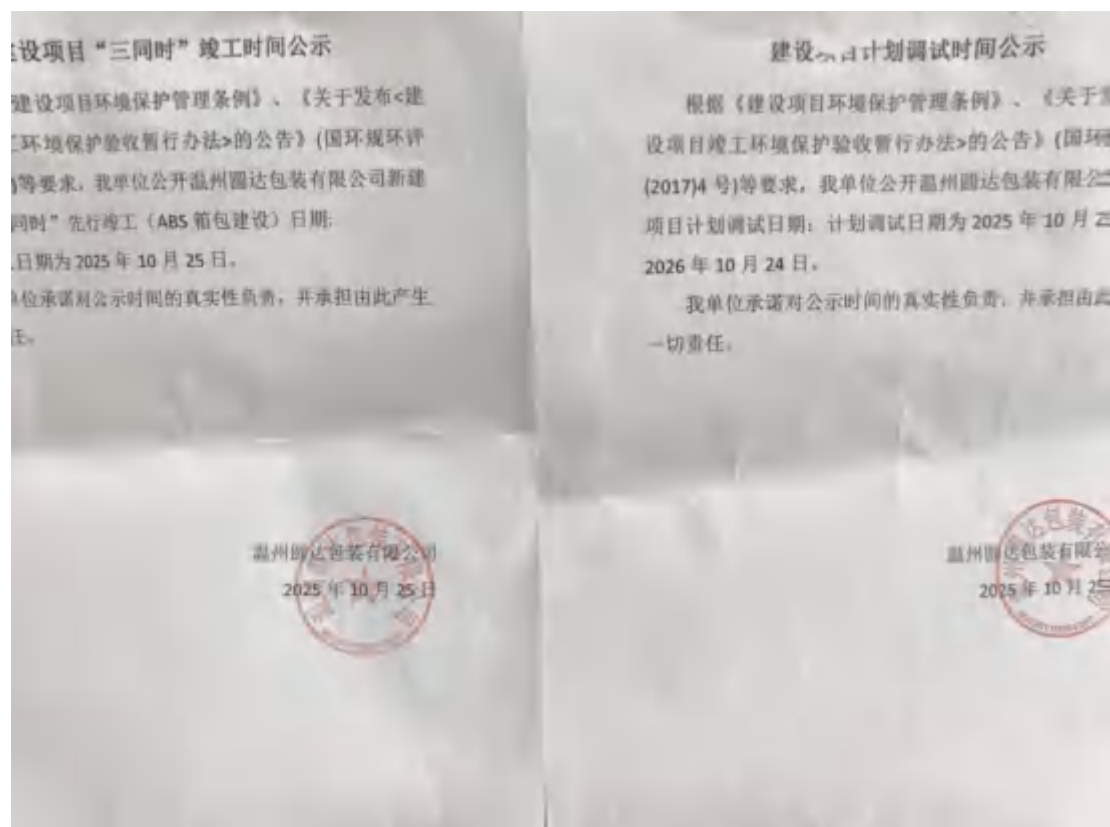 设项目“三同时”竣工时间公示
建设项目环境保护管理条例》、《关于发布<建
工环境保护验收暂行办法>的公告》(国环规环评
)等要求，我单位公开温州圆达包装有限公司新建
同时”先行竣工（ABS 箱包建设）日期:
日期为 2025 年 10 月 25 日。
单位承诺对公示时间的真实性负责，并承担由此产生
任。
温州圆达包装有限公司
2025 年 10 月 25 日
建设项目计划调试时间公示
根据《建设项目环境保护管理条例》、《关于发
设项目竣工环境保护验收暂行办法>的公告》(国环
(2017)4 号)等要求，我单位公开温州圆达包装有限公
项目计划调试日期：计划调试日期为 2025 年 10 月
2026 年 10 月 24 日。
我单位承诺对公示时间的真实性负责，并承担由此
一切责任。
温州圆达包装有限公
2025 年 10 月